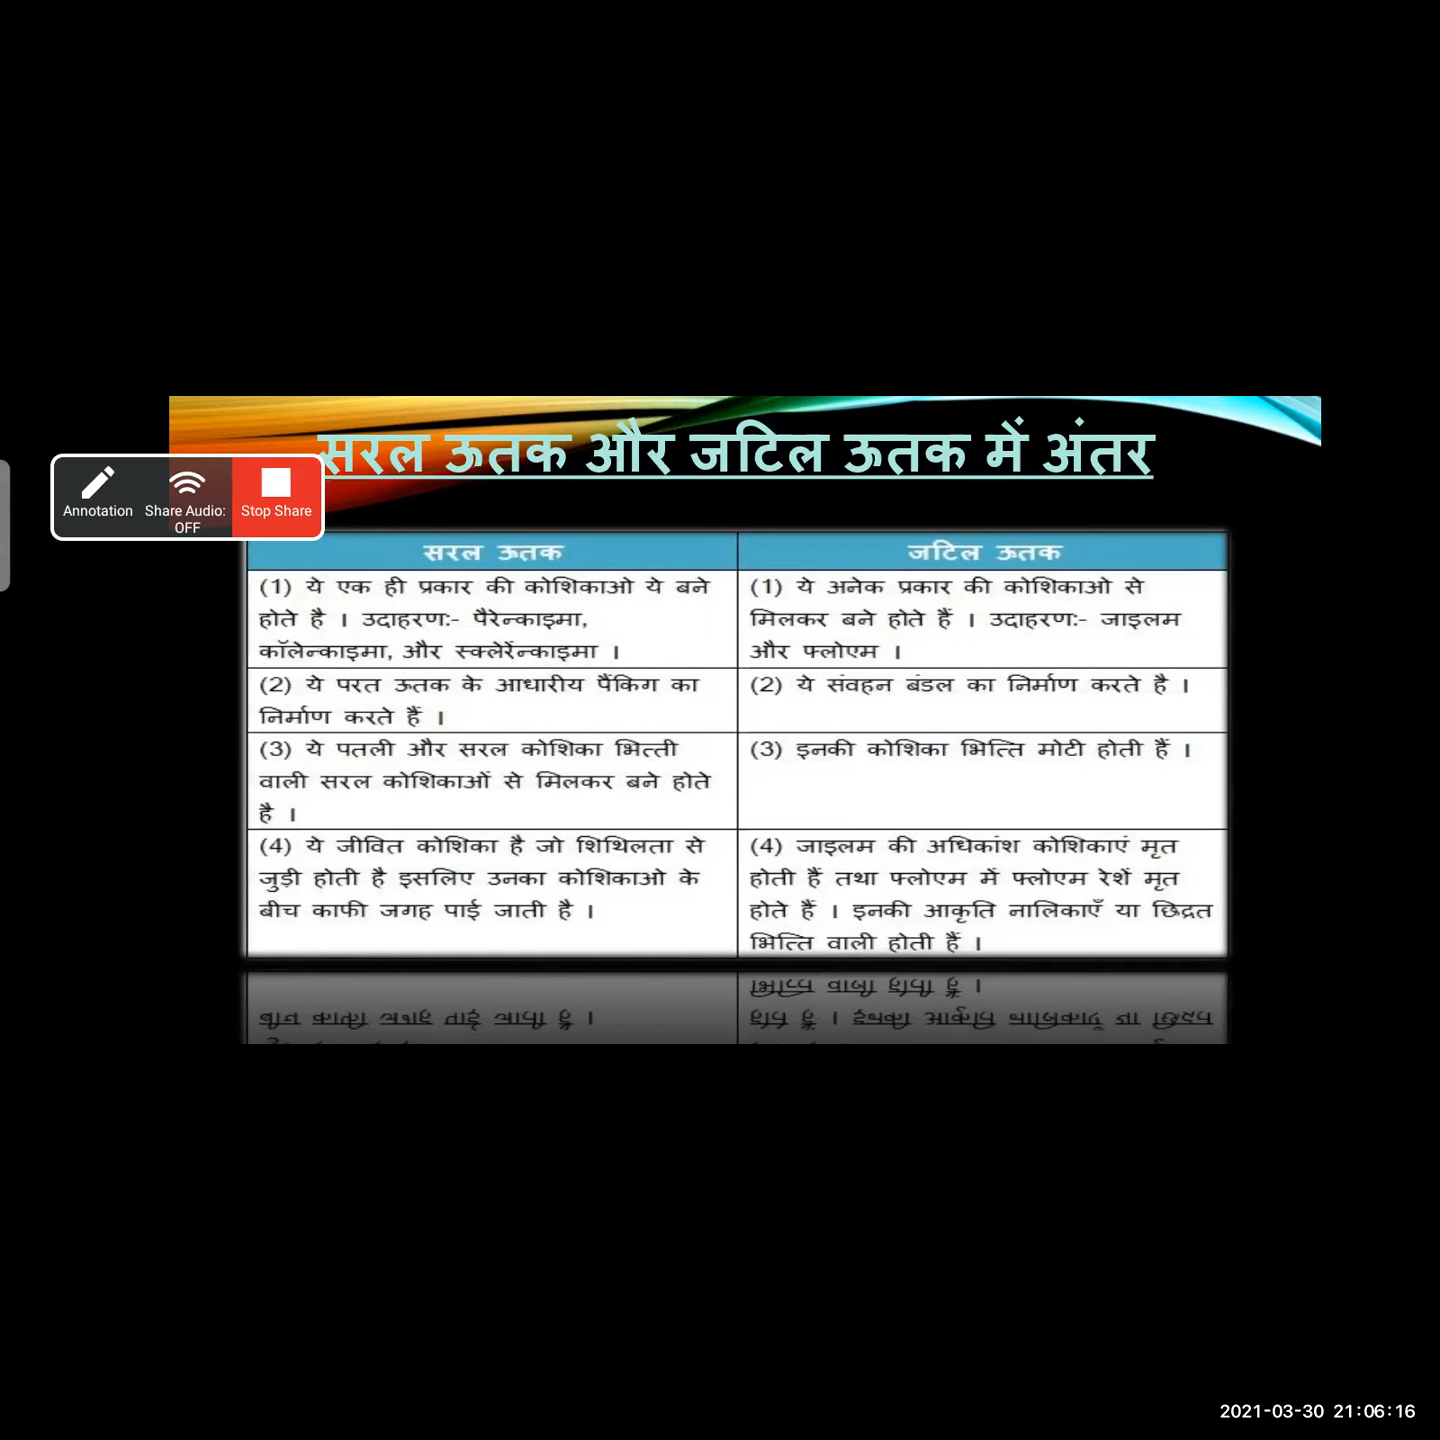 सरल ऊतक और जटिल ऊतक में अंतर
Annotation
Share Audio:
OFF
Stop Share
सरल ऊतक
जटिल ऊतक
(1) ये एक ही प्रकार की कोशिकाओ ये बने
होते है । उदाहरण:- पैरेन्काइमा,
कॉलेन्काइमा, और स्क्लेरेंन्काइमा ।
(1) ये अनेक प्रकार की कोशिकाओ से
मिलकर बने होते हैं । उदाहरण:- जाइलम
और फ्लोएम ।
(2) ये परत ऊतक के आधारीय पैंकिग का
निर्माण करते हैं ।
(2) ये संवहन बंडल का निर्माण करते है ।
(3) ये पतली और सरल कोशिका भित्ती
वाली सरल कोशिकाओं से मिलकर बने होते
है ।
(3) इनकी कोशिका भित्ति मोटी होती हैं ।
(4) ये जीवित कोशिका है जो शिथिलता से
जुड़ी होती है इसलिए उनका कोशिकाओ के
बीच काफी जगह पाई जाती है ।
(4) जाइलम की अधिकांश कोशिकाएं मृत
होती हैं तथा फ्लोएम में फ्लोएम रेशें मृत
होते हैं । इनकी आकृति नालिकाएँ या छिद्रत
भित्ति वाली होती हैं ।
2021-03-30 21:06:16